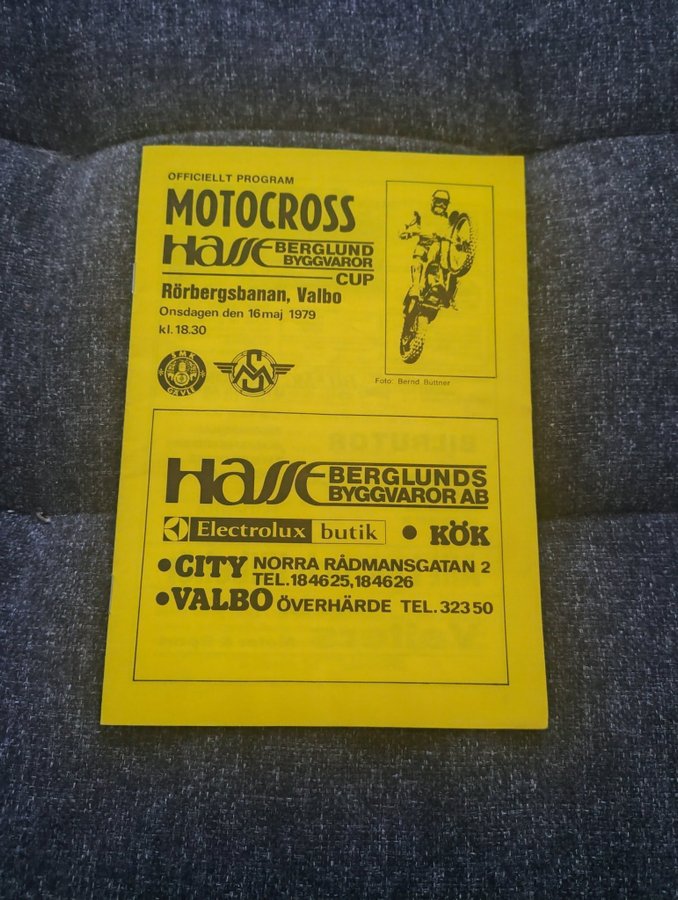 OFFICIELLT PROGRAM
MOTOCROSS
Hasse BERGLUND
BYGGVAROR
CUP
Rörbergsbanan, Valbo
Onsdagen den 16 maj 1979
kl. 18.30
SMK
GÄVLE
SM
Foto: Bernd Büttner
Hasse BERGLUNDS
BYGGVAROR AB
Electrolux butik • KÖK
• CITY NORRA RÅDMANSGATAN 2
TEL. 184625, 184626
• VALBO ÖVERHÄRDE TEL. 323 50